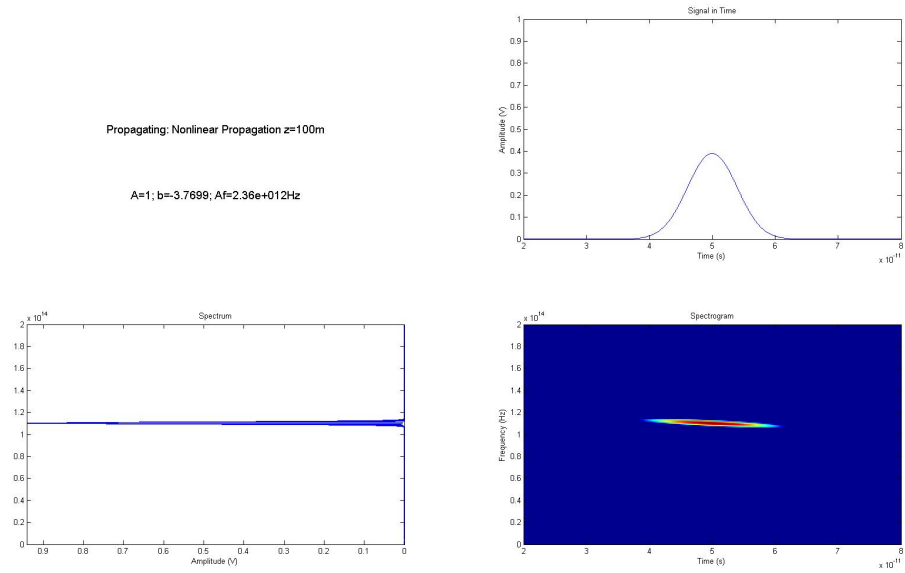 Propagating: Nonlinear Propagation z=100m
A=1; b=-3.7699; Af=2.36e+012Hz
Signal in Time
1
0.9
0.8
0.7
0.6
0.5
0.4
0.3
0.2
0.1
0
Amplitude (V)
2 3 4 5 6 7 8
Time (s)
x 10^-11
Spectrum
x 10^14
2
1.8
1.6
1.4
1.2
1
0.8
0.6
0.4
0.2
0
0.9 0.8 0.7 0.6 0.5 0.4 0.3 0.2 0.1 0
Amplitude (V)
Spectrogram
x 10^14
2
1.8
1.6
1.4
1.2
1
0.8
0.6
0.4
0.2
0
Frequency (Hz)
2 3 4 5 6 7 8
Time (s)
x 10^-11